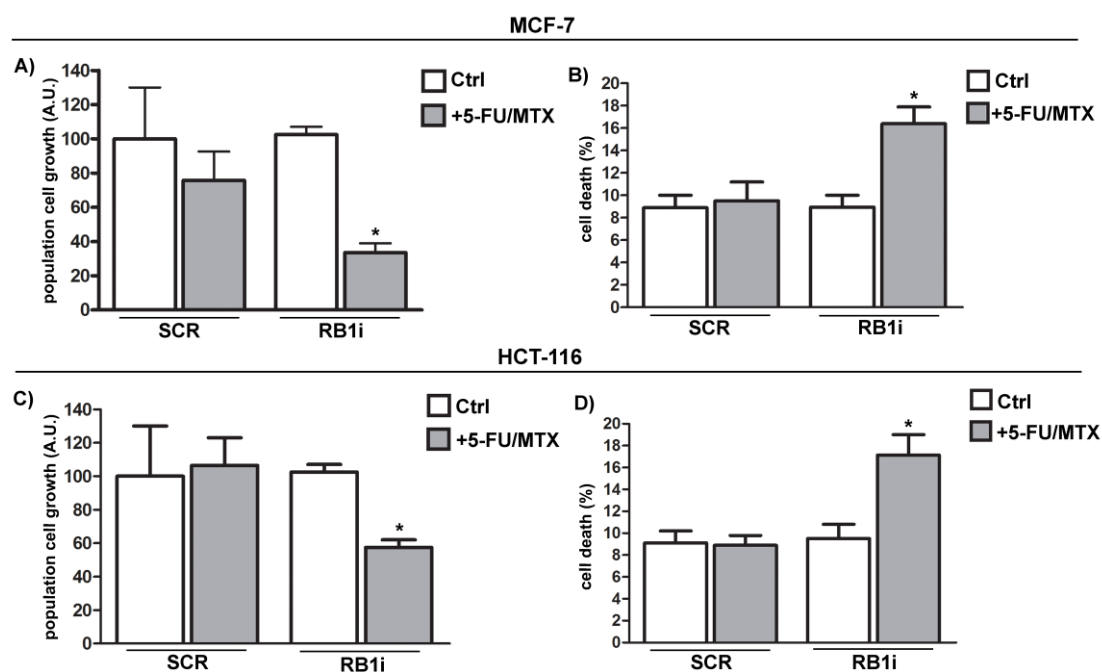 MCF-7
A)
population cell growth (A.U.)
140
120
100
80
60
40
20
0
*
SCR
RB1i
Ctrl
+5-FU/MTX
B)
cell death (%)
20
18
16
14
12
10
8
6
4
2
0
*
SCR
RB1i
Ctrl
+5-FU/MTX
HCT-116
C)
population cell growth (A.U.)
140
120
100
80
60
40
20
0
*
SCR
RB1i
Ctrl
+5-FU/MTX
D)
cell death (%)
20
18
16
14
12
10
8
6
4
2
0
*
SCR
RB1i
Ctrl
+5-FU/MTX